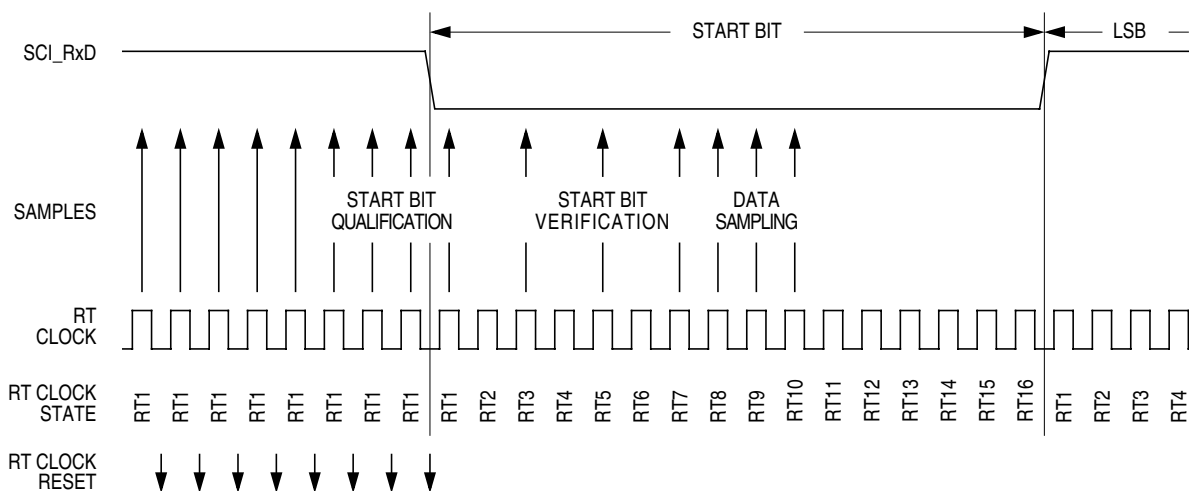 START BIT
LSB
SCI_RxD
SAMPLES
START BIT
QUALIFICATION
START BIT
VERIFICATION
DATA
SAMPLING
RT
CLOCK
RT CLOCK
STATE
RT1 RT1 RT1 RT1 RT1 RT1 RT1 RT1 RT1 RT2 RT3 RT4 RT5 RT6 RT7 RT8 RT9 RT10 RT11 RT12 RT13 RT14 RT15 RT16 RT1 RT2 RT3 RT4
RT CLOCK
RESET